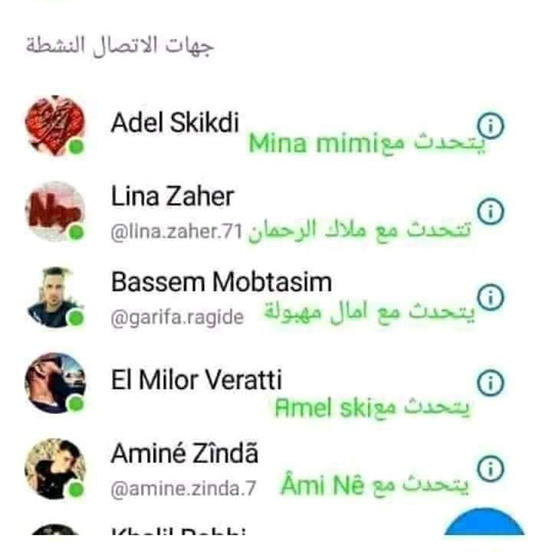 جهات الاتصال النشطة
Adel Skikdi
يتحدث مع Mina mimi
Lina Zaher
@lina.zaher.71 تتحدث مع ملاك الرحمان
Bassem Mobtasim
@garifa.ragide يتحدث مع امال مهبولة
El Milor Veratti
يتحدث مع Amel ski
Aminé Zîndã
@amine.zinda.7 يتحدث مع Âmi Nê